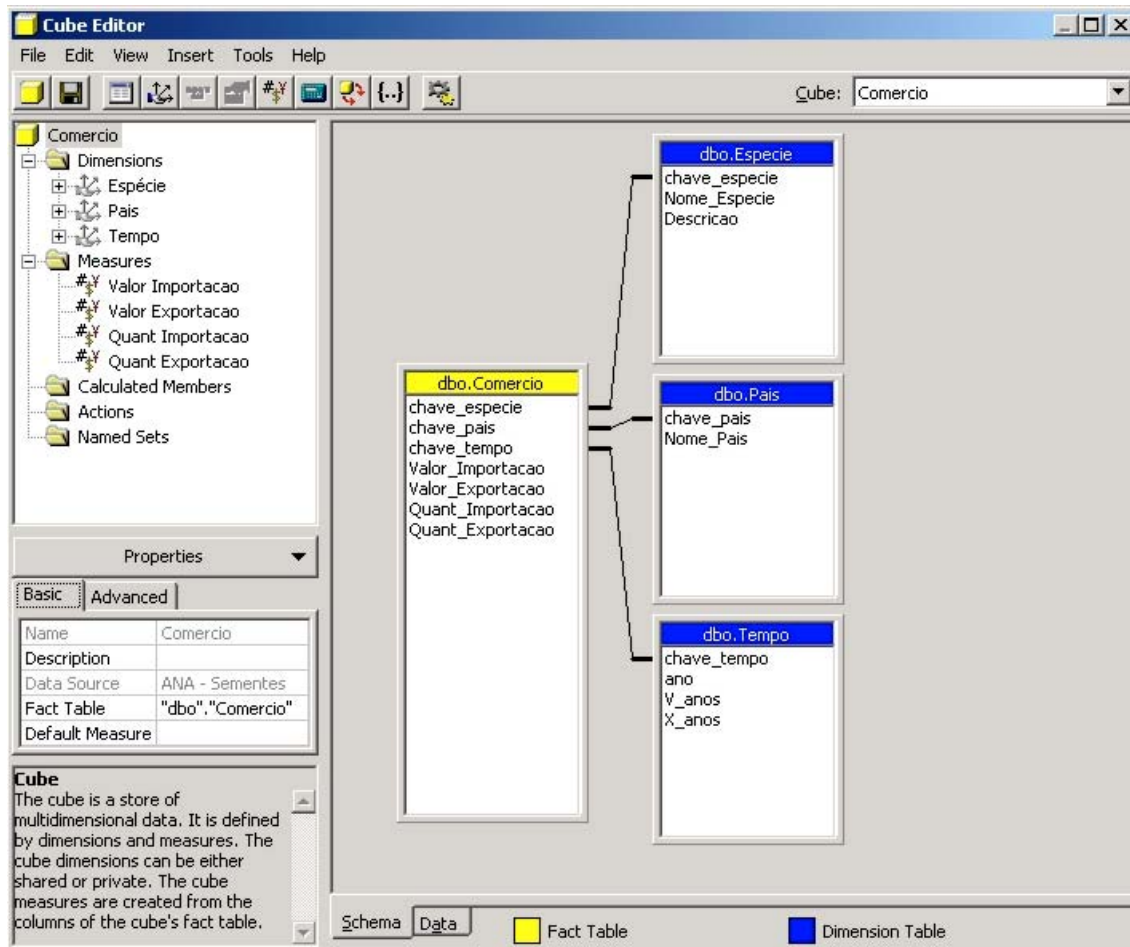 Cube Editor
File Edit View Insert Tools Help
Cube: Comercio
Comercio
Dimensions
Espécie
Pais
Tempo
Measures
Valor Importacao
Valor Exportacao
Quant Importacao
Quant Exportacao
Calculated Members
Actions
Named Sets
Properties
Basic Advanced
Name Comercio
Description
Data Source ANA - Sementes
Fact Table "dbo"."Comercio"
Default Measure
Cube
The cube is a store of
multidimensional data. It is defined
by dimensions and measures. The
cube dimensions can be either
shared or private. The cube
measures are created from the
columns of the cube's fact table.
dbo.Comercio
chave_especie
chave_pais
chave_tempo
Valor_Importacao
Valor_Exportacao
Quant_Importacao
Quant_Exportacao
dbo.Especie
chave_especie
Nome_Especie
Descricao
dbo.Pais
chave_pais
Nome_Pais
dbo.Tempo
chave_tempo
ano
V_anos
X_anos
Schema Data
Fact Table
Dimension Table